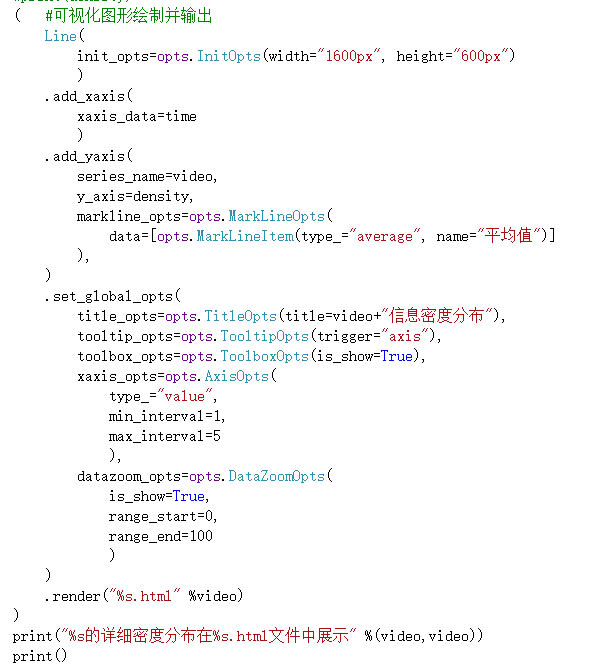 (   #可视化图形绘制并输出
    Line(
        init_opts=opts.InitOpts(width="1600px", height="600px")
        )
    .add_xaxis(
        xaxis_data=time
        )
    .add_yaxis(
        series_name=video,
        y_axis=density,
        markline_opts=opts.MarkLineOpts(
            data=[opts.MarkLineItem(type_="average", name="平均值")]
        ),
    )
    .set_global_opts(
        title_opts=opts.TitleOpts(title=video+"信息密度分布"),
        tooltip_opts=opts.TooltipOpts(trigger="axis"),
        toolbox_opts=opts.ToolboxOpts(is_show=True),
        xaxis_opts=opts.AxisOpts(
            type_="value",
            min_interval=1,
            max_interval=5
            ),
        datazoom_opts=opts.DataZoomOpts(
            is_show=True,
            range_start=0,
            range_end=100
            )
    )
    .render("%s.html" %video)
)
print("%s的详细密度分布在%s.html文件中展示" %(video,video))
print()